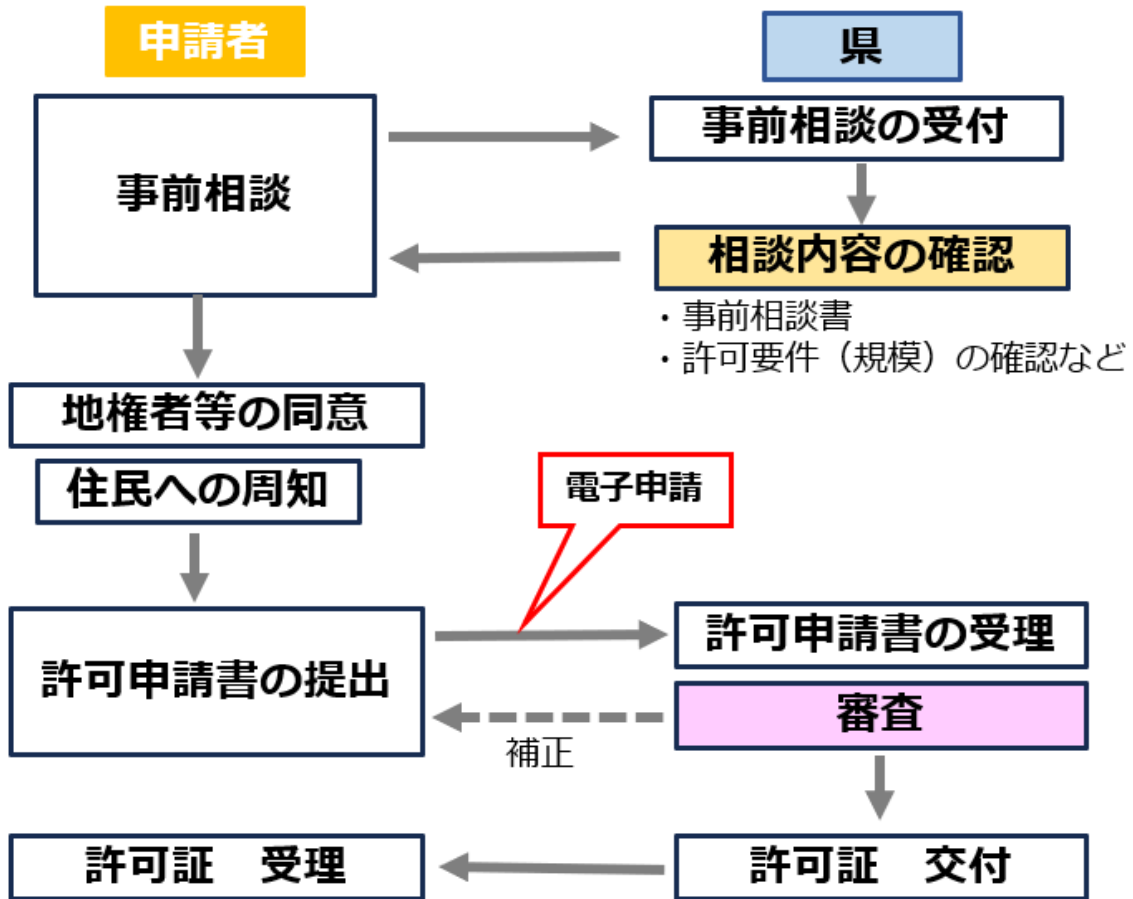 申請者
県
事前相談
事前相談の受付
相談内容の確認
・事前相談書
・許可要件（規模）の確認など
地権者等の同意
住民への周知
電子申請
許可申請書の提出
許可申請書の受理
審査
補正
許可証　交付
許可証　受理